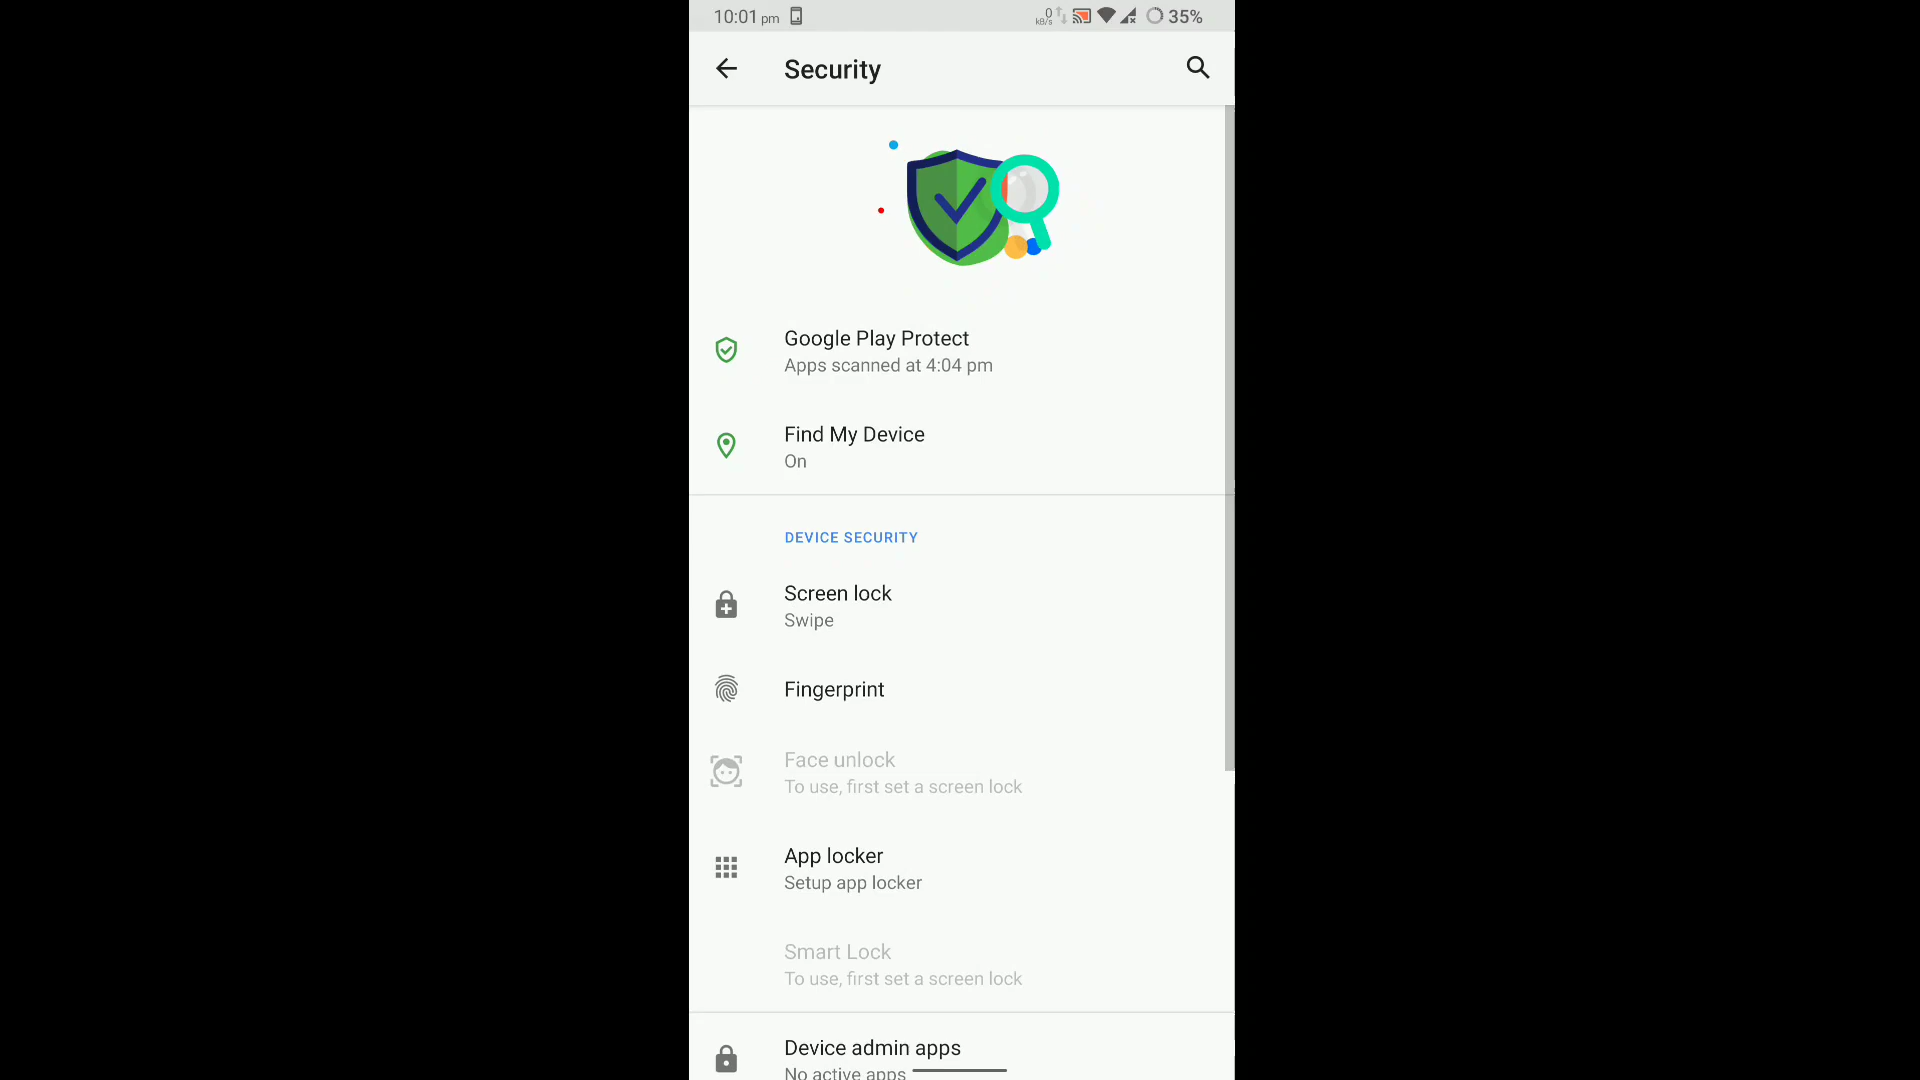 10:01 pm
0 kB/s
35%
Security
Google Play Protect
Apps scanned at 4:04 pm
Find My Device
On
DEVICE SECURITY
Screen lock
Swipe
Fingerprint
Face unlock
To use, first set a screen lock
App locker
Setup app locker
Smart Lock
To use, first set a screen lock
Device admin apps
No active apps